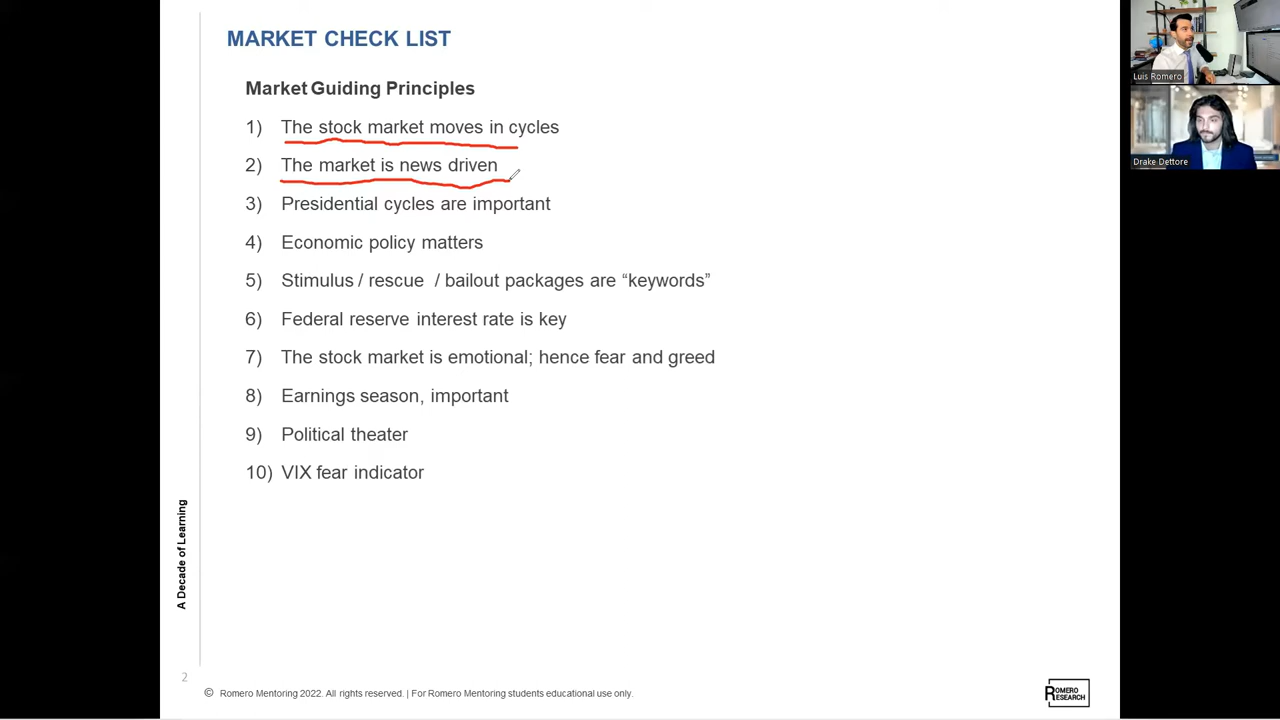 MARKET CHECK LIST
Market Guiding Principles
1) The stock market moves in cycles
2) The market is news driven
3) Presidential cycles are important
4) Economic policy matters
5) Stimulus / rescue / bailout packages are “keywords”
6) Federal reserve interest rate is key
7) The stock market is emotional; hence fear and greed
8) Earnings season, important
9) Political theater
10) VIX fear indicator
A Decade of Learning
2
© Romero Mentoring 2022. All rights reserved. | For Romero Mentoring students educational use only.
ROMERO
RESEARCH
Luis Romero
Drake Dettore